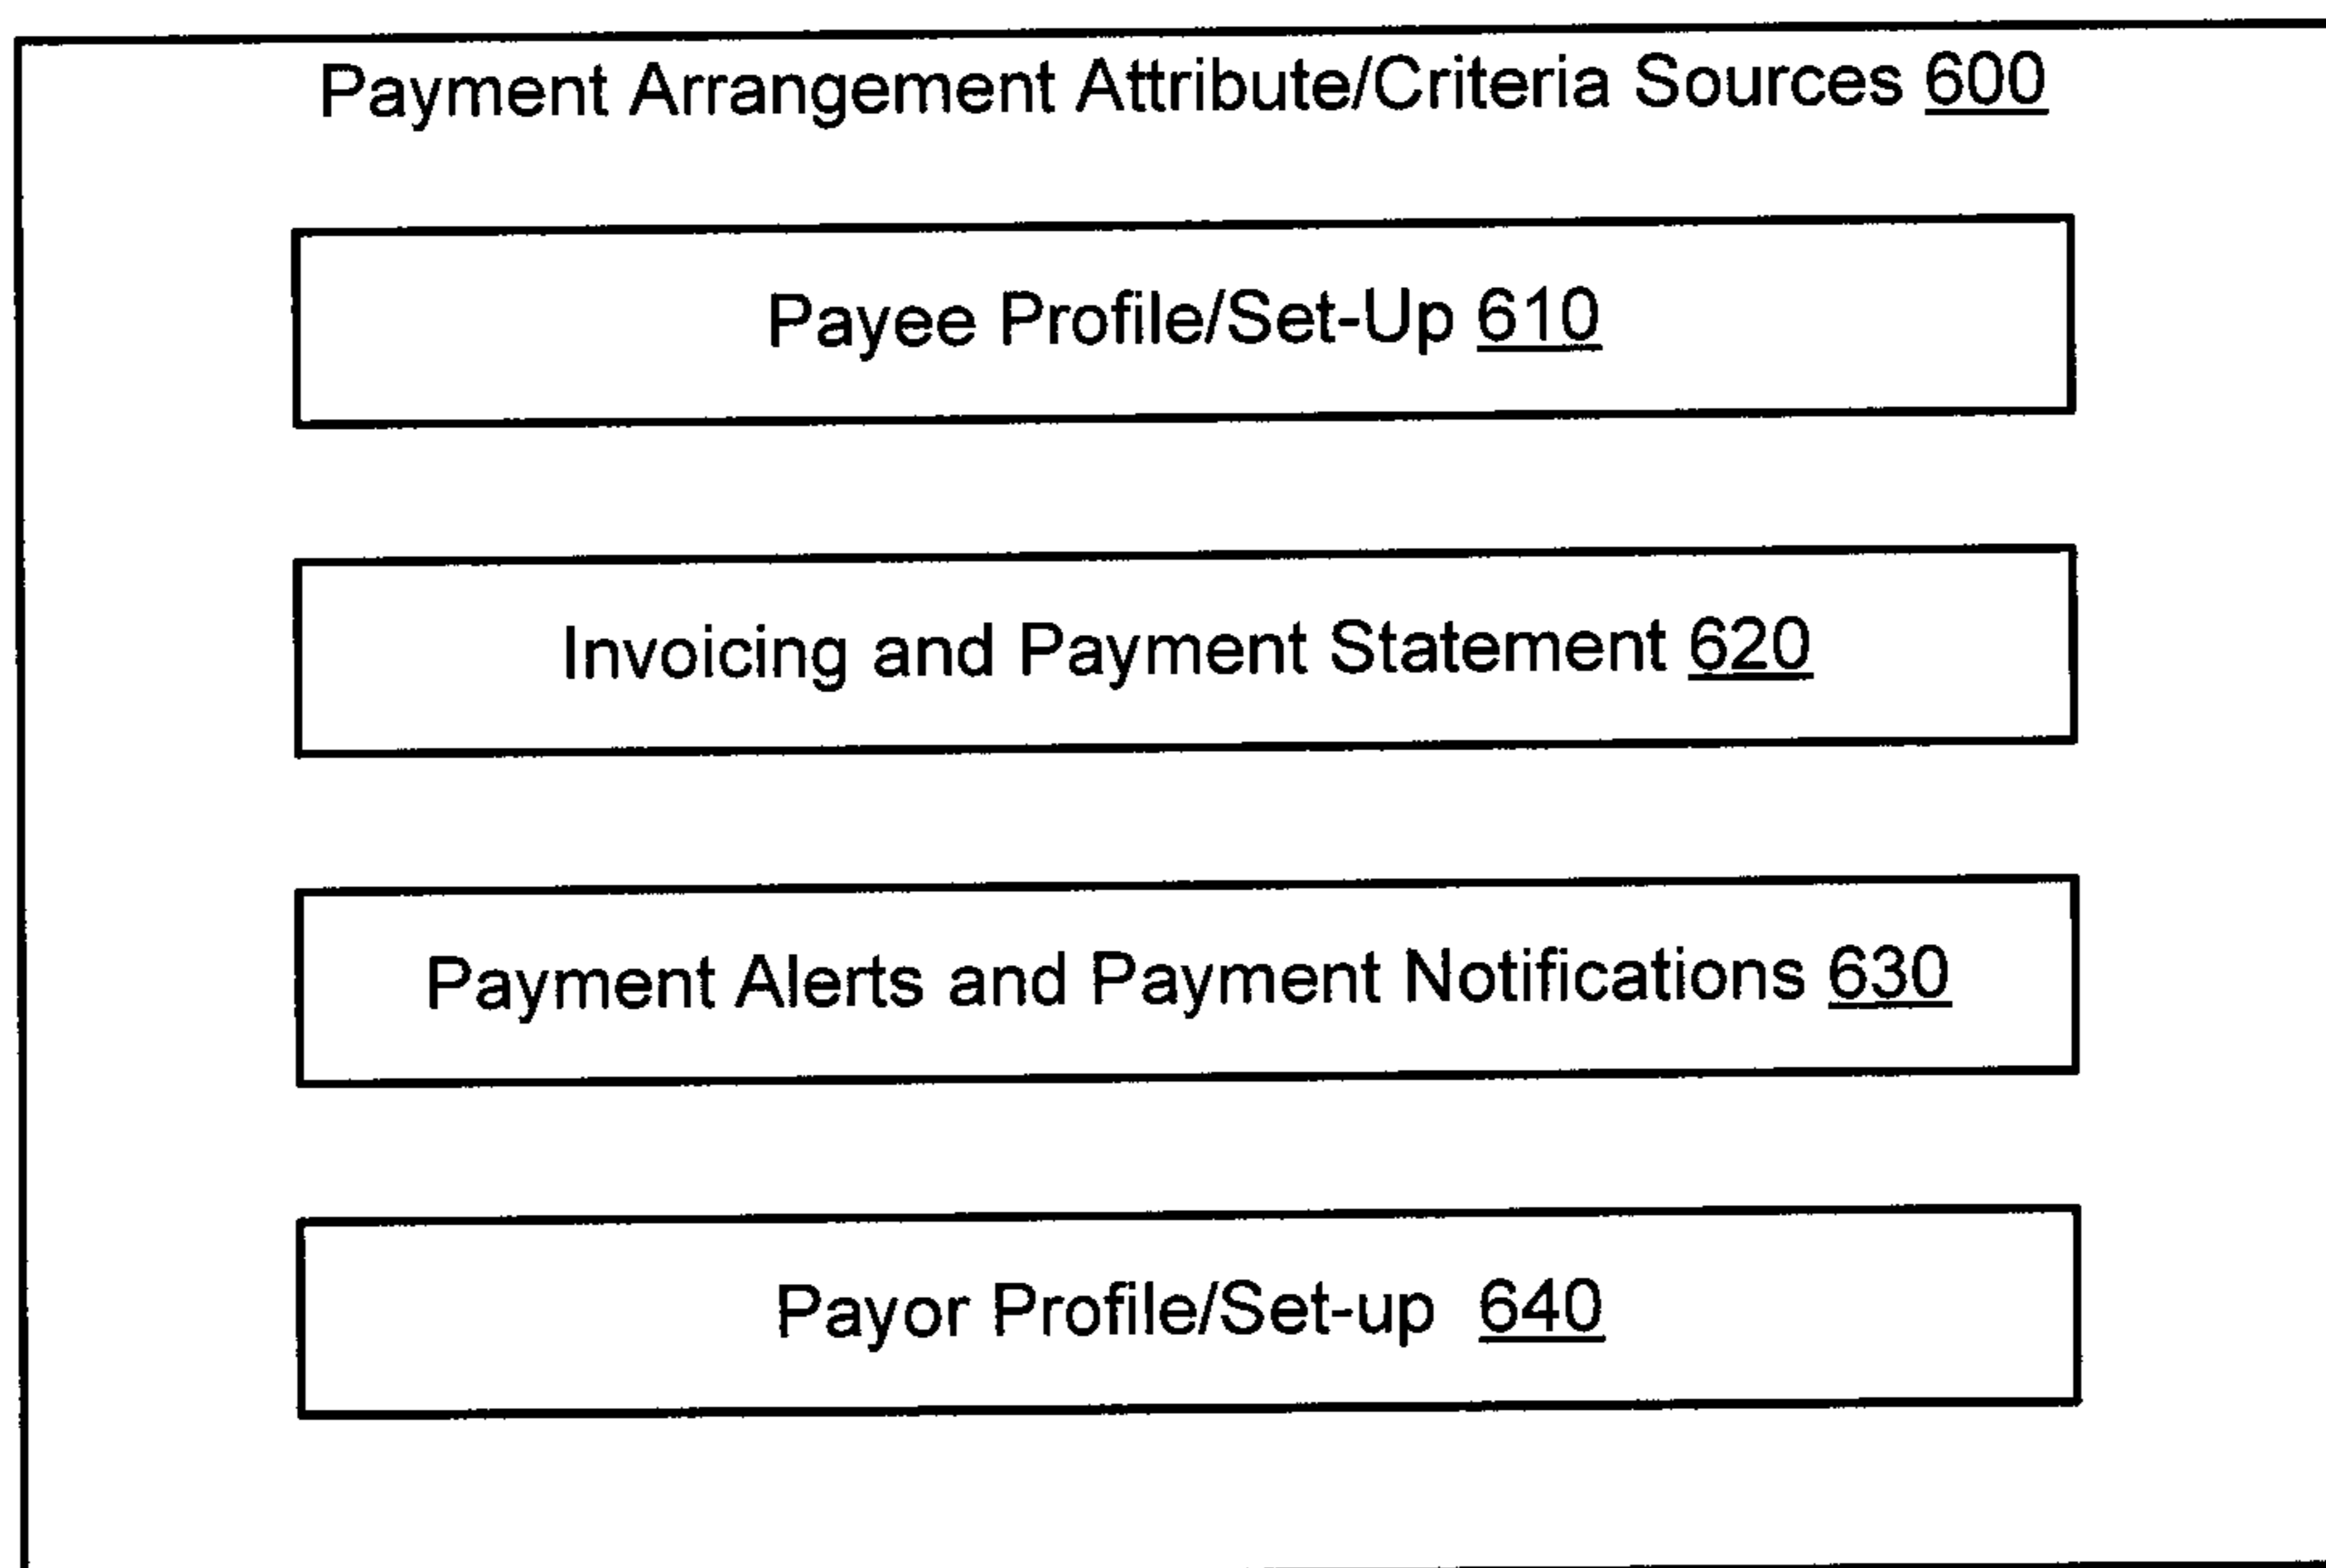 Payment Arrangement Attribute/Criteria Sources 600
Payee Profile/Set-Up 610
Invoicing and Payment Statement 620
Payment Alerts and Payment Notifications 630
Payor Profile/Set-up 640